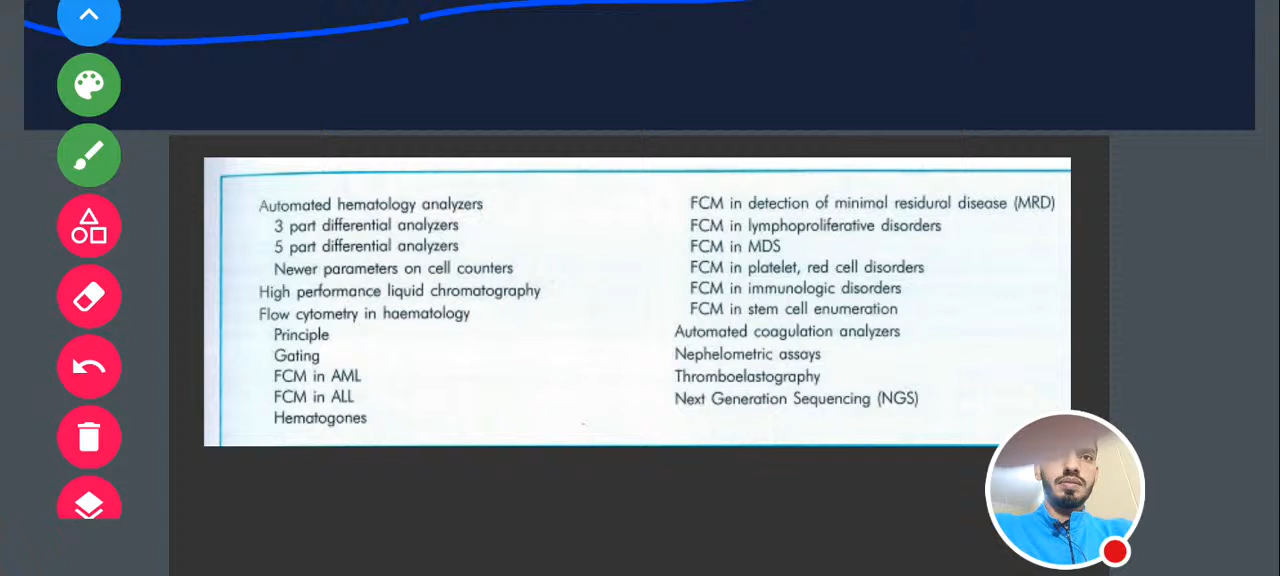 Automated hematology analyzers
3 part differential analyzers
5 part differential analyzers
Newer parameters on cell counters
High performance liquid chromatography
Flow cytometry in haematology
Principle
Gating
FCM in AML
FCM in ALL
Hematogones
FCM in detection of minimal residural disease (MRD)
FCM in lymphoproliferative disorders
FCM in MDS
FCM in platelet, red cell disorders
FCM in immunologic disorders
FCM in stem cell enumeration
Automated coagulation analyzers
Nephelometric assays
Thromboelastography
Next Generation Sequencing (NGS)